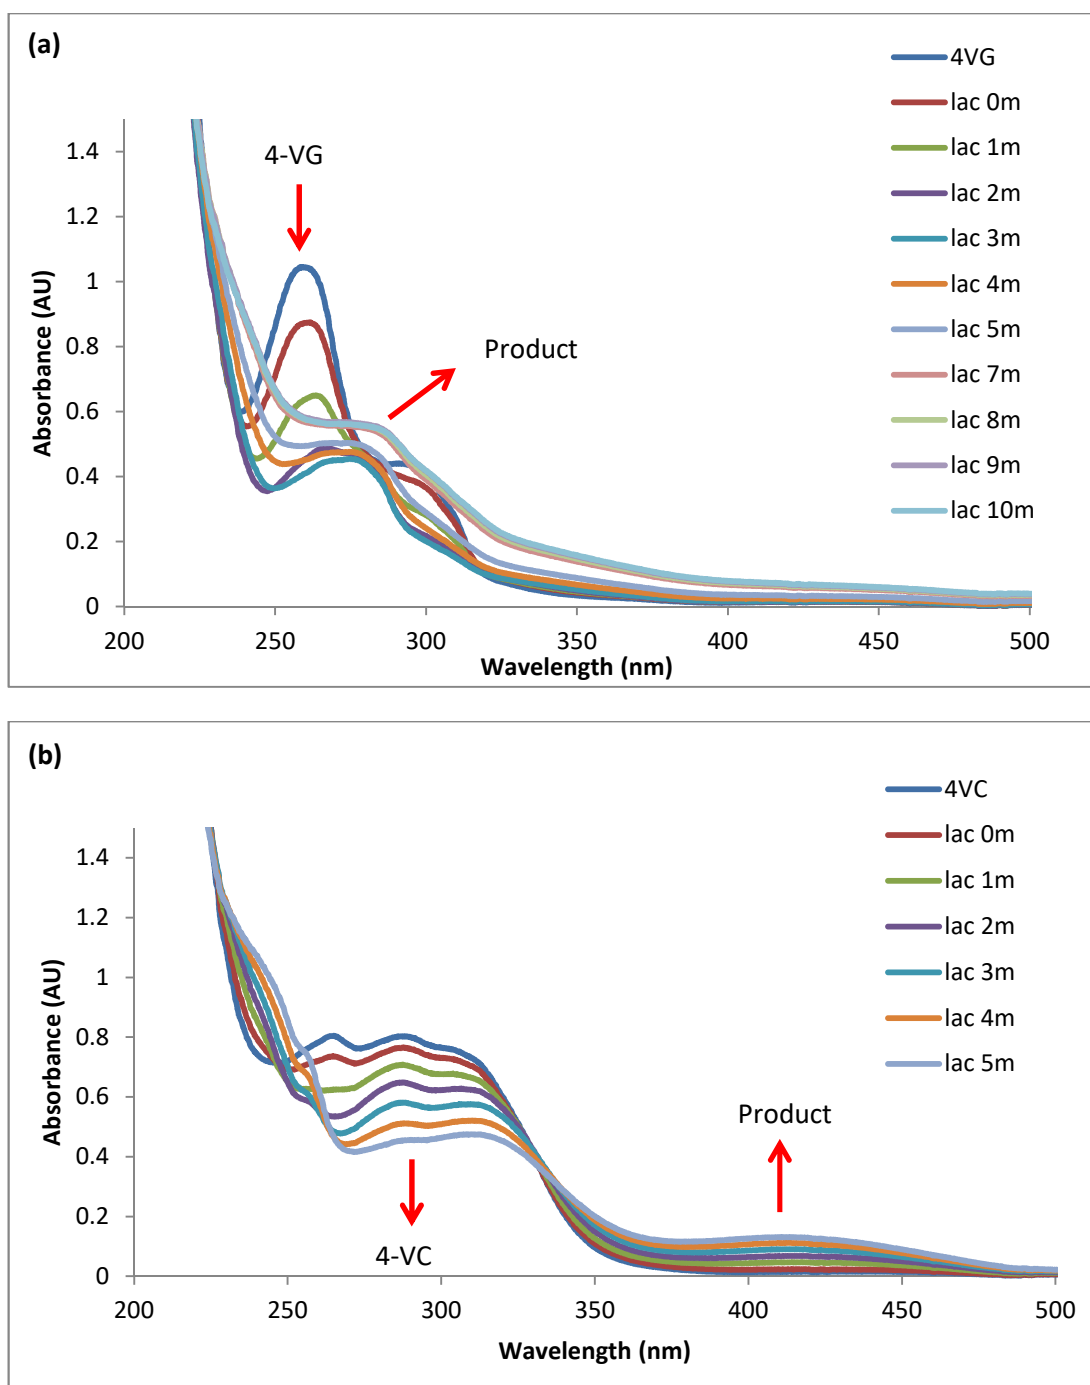 (a)
4VG
lac 0m
lac 1m
lac 2m
lac 3m
lac 4m
lac 5m
lac 7m
lac 8m
lac 9m
lac 10m
4-VG
Product
Absorbance (AU)
1.4
1.2
1
0.8
0.6
0.4
0.2
0
200 250 300 350 400 450 500
Wavelength (nm)
(b)
4VC
lac 0m
lac 1m
lac 2m
lac 3m
lac 4m
lac 5m
Product
4-VC
Absorbance (AU)
1.4
1.2
1
0.8
0.6
0.4
0.2
0
200 250 300 350 400 450 500
Wavelength (nm)